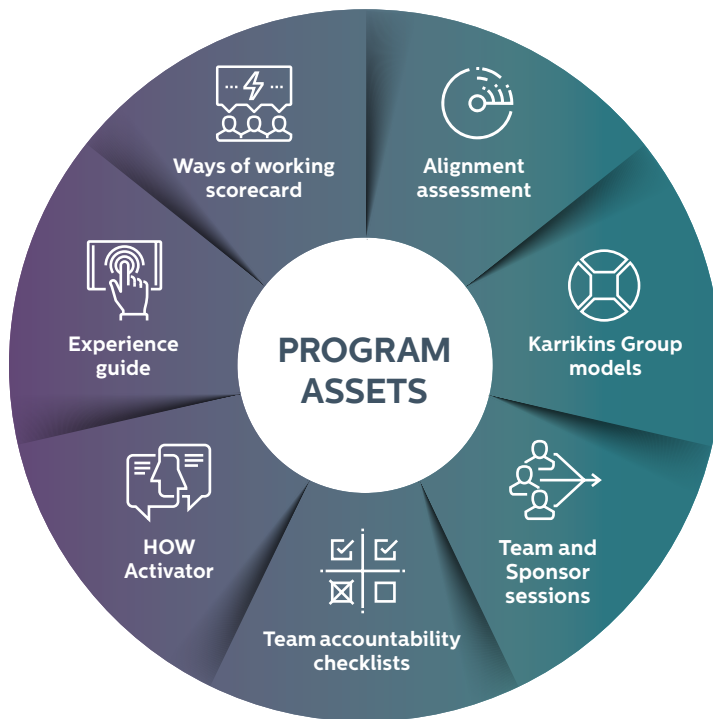 PROGRAM
ASSETS
Alignment
assessment
Karrikins Group
models
Team and
Sponsor
sessions
Team accountability
checklists
HOW
Activator
Experience
guide
Ways of working
scorecard